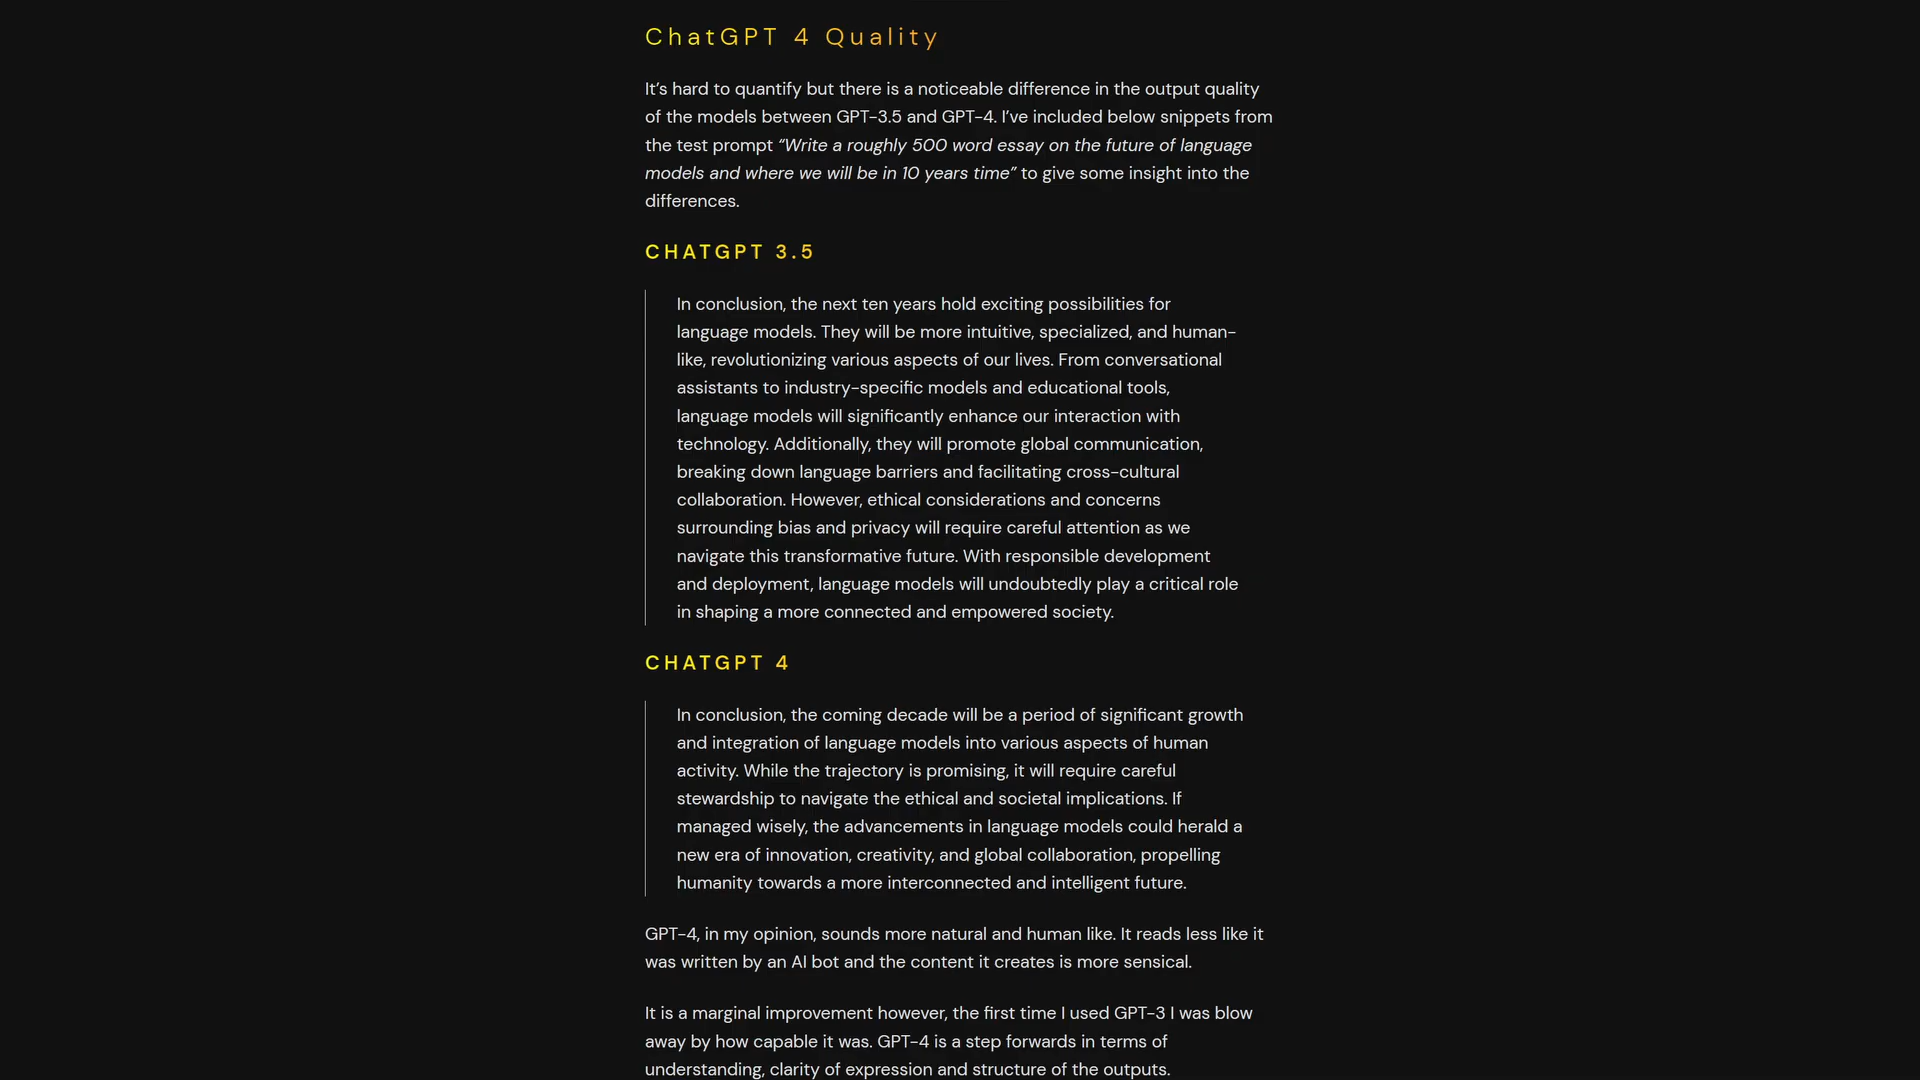 ChatGPT 4 Quality
It’s hard to quantify but there is a noticeable difference in the output quality
of the models between GPT-3.5 and GPT-4. I’ve included below snippets from
the test prompt “Write a roughly 500 word essay on the future of language
models and where we will be in 10 years time” to give some insight into the
differences.
CHATGPT 3.5
In conclusion, the next ten years hold exciting possibilities for
language models. They will be more intuitive, specialized, and human-
like, revolutionizing various aspects of our lives. From conversational
assistants to industry-specific models and educational tools,
language models will significantly enhance our interaction with
technology. Additionally, they will promote global communication,
breaking down language barriers and facilitating cross-cultural
collaboration. However, ethical considerations and concerns
surrounding bias and privacy will require careful attention as we
navigate this transformative future. With responsible development
and deployment, language models will undoubtedly play a critical role
in shaping a more connected and empowered society.
CHATGPT 4
In conclusion, the coming decade will be a period of significant growth
and integration of language models into various aspects of human
activity. While the trajectory is promising, it will require careful
stewardship to navigate the ethical and societal implications. If
managed wisely, the advancements in language models could herald a
new era of innovation, creativity, and global collaboration, propelling
humanity towards a more interconnected and intelligent future.
GPT-4, in my opinion, sounds more natural and human like. It reads less like it
was written by an AI bot and the content it creates is more sensical.
It is a marginal improvement however, the first time I used GPT-3 I was blow
away by how capable it was. GPT-4 is a step forwards in terms of
understanding, clarity of expression and structure of the outputs.